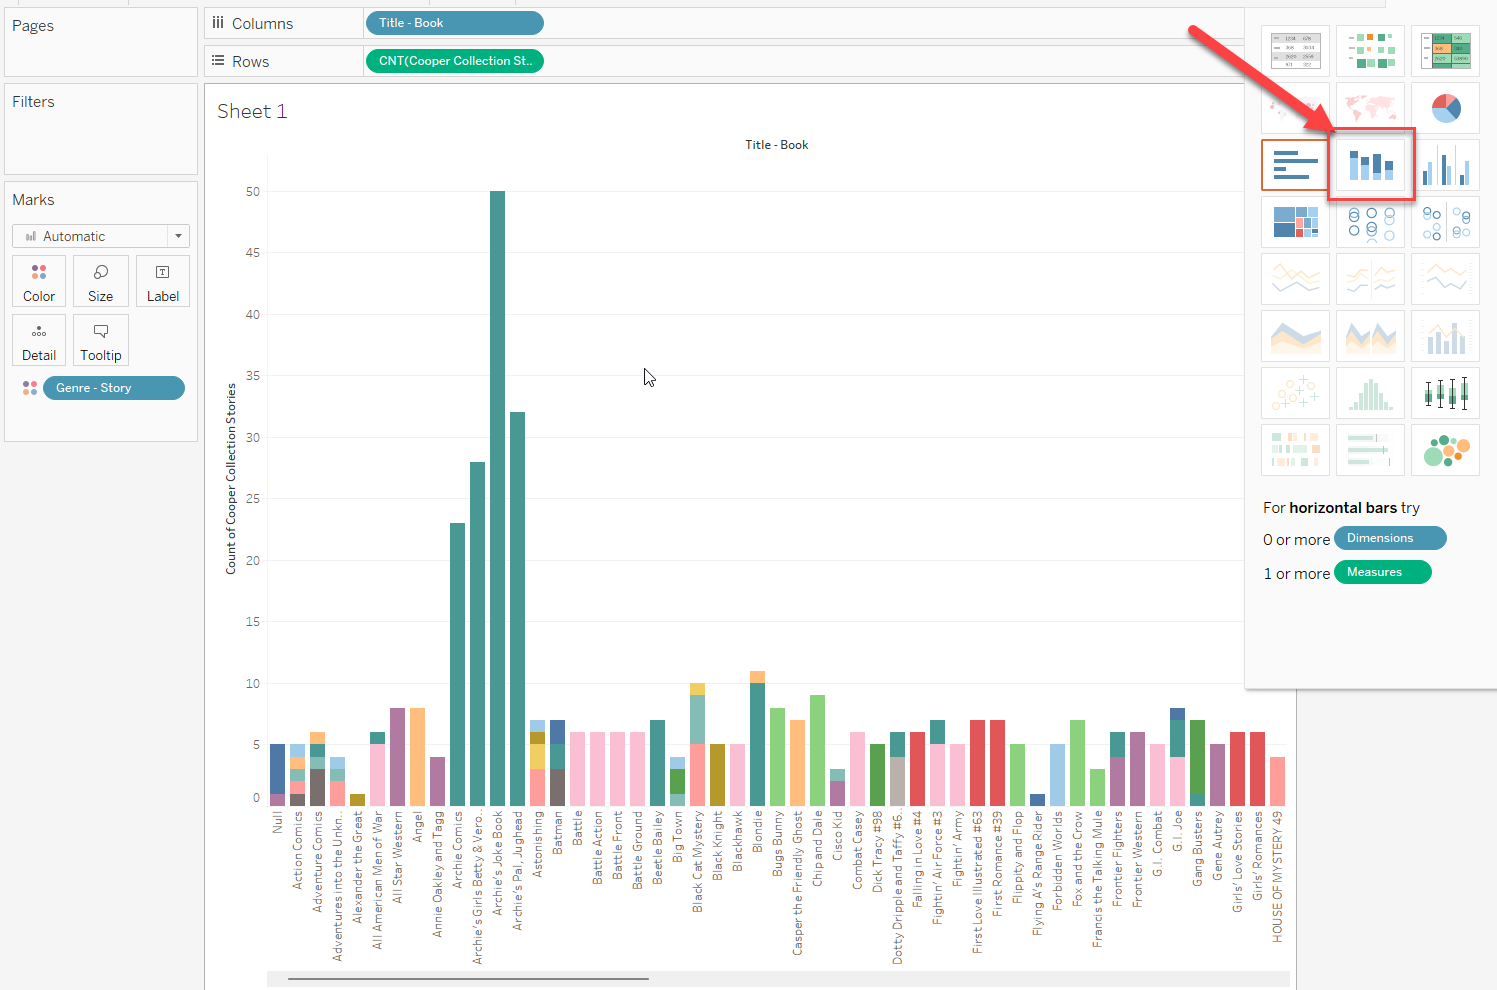 Pages
Columns
Title - Book
Rows
CNT(Cooper Collection St..
Filters
Marks
Automatic
Color
Size
Label
Detail
Tooltip
Genre - Story
Sheet 1
Title - Book
Count of Cooper Collection Stories
50
45
40
35
30
25
20
15
10
5
0
Null
Action Comics
Adventure Comics
Adventures into the Unkn..
Alexander the Great
All American Men of War
All Star Western
Angel
Annie Oakley and Tagg
Archie Comics
Archie's Girls Betty & Vero..
Archie's Joke Book
Archie's Par, Jughead
Astonishing
Batman
Battle
Battle Action
Battle Front
Battle Ground
Beetle Bailey
Big Town
Black Cat Mystery
Black Knight
Blackhawk
Blondie
Bugs Bunny
Casper the Friendly Ghost
Chip and Dale
Cisco Kid
Combat Casey
Dick Tracy #98
Dotty Dripple and Taffy #6..
Falling in Love #4
Fightin' Air Force #3
Fightin' Army
First Love Illustrated #63
First Romance #39
Flippity and Flop
Flying A's Range Rider
Forbidden Worlds
Fox and the Crow
Francis the Talking Mule
Frontier Fighters
Frontier Western
G.I. Combat
G.I. Joe
Gang Busters
Gene Autrey
Girls' Love Stories
Girls' Romances
HOUSE OF MYSTERY 49
For horizontal bars try
0 or more Dimensions
1 or more Measures